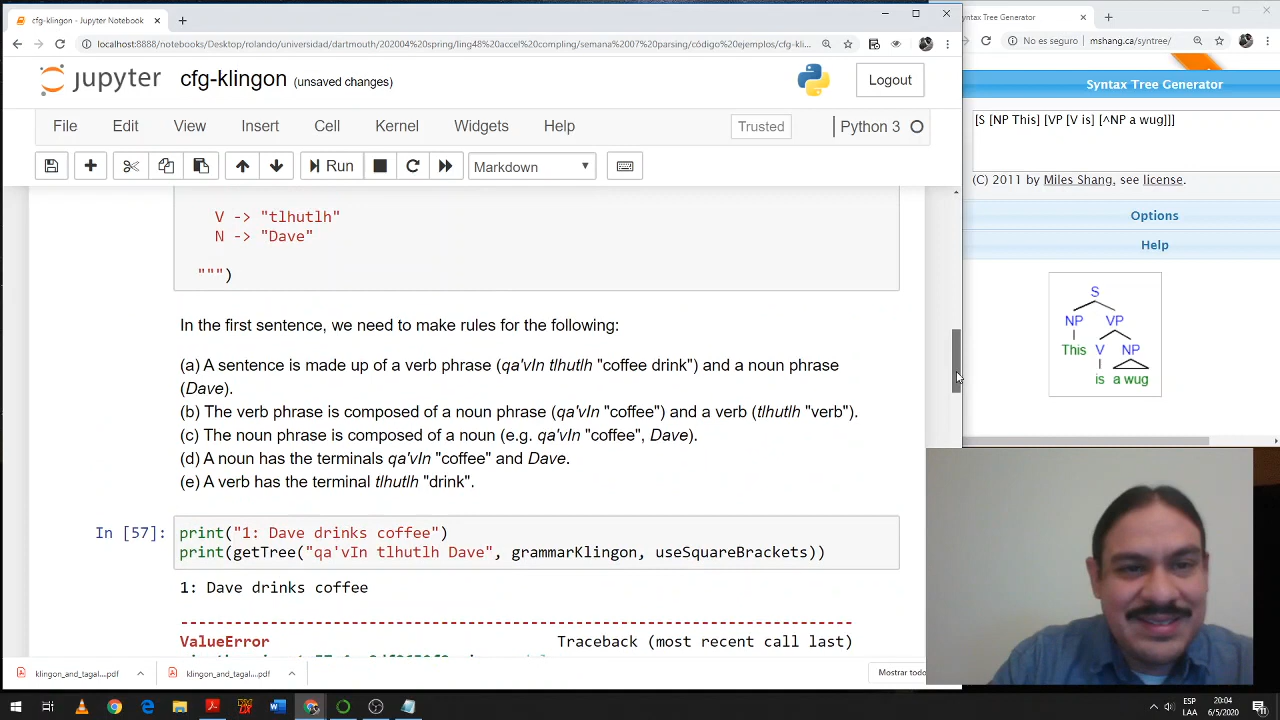 cfg-klingon - Jupyter Notebook
localhost:8888/notebooks/Desktop/rolando/universidad/dartmouth/202004%20spring/ling48%20accel%20compling/semana%2007%20parsing/código%20ejemplos/cfg-kli...
jupyter cfg-klingon (unsaved changes)
Logout
File Edit View Insert Cell Kernel Widgets Help
Trusted
Python 3
Run
Markdown
V -> "tlhutlh"
N -> "Dave"
""")
In the first sentence, we need to make rules for the following:
(a) A sentence is made up of a verb phrase (qa'vIn tlhutlh "coffee drink") and a noun phrase
(Dave).
(b) The verb phrase is composed of a noun phrase (qa'vIn "coffee") and a verb (tlhutlh "verb").
(c) The noun phrase is composed of a noun (e.g. qa'vIn "coffee", Dave).
(d) A noun has the terminals qa'vIn "coffee" and Dave.
(e) A verb has the terminal tlhutlh "drink".
In [57]:
print("1: Dave drinks coffee")
print(getTree("qa'vIn tlhutlh Dave", grammarKlingon, useSquareBrackets))
1: Dave drinks coffee
ValueError Traceback (most recent call last)
klingon_and_tagal....pdf
klingon_and_tagal....pdf
Mostrar todo
yntax Tree Generator
No es seguro
mshang.ca/syntree/
Syntax Tree Generator
[S [NP This] [VP [V is] [^NP a wug]]]
(C) 2011 by Miles Shang, see license.
Options
Help
S
NP VP
This V NP
is a wug
ESP
LAA
20:04
6/5/2020